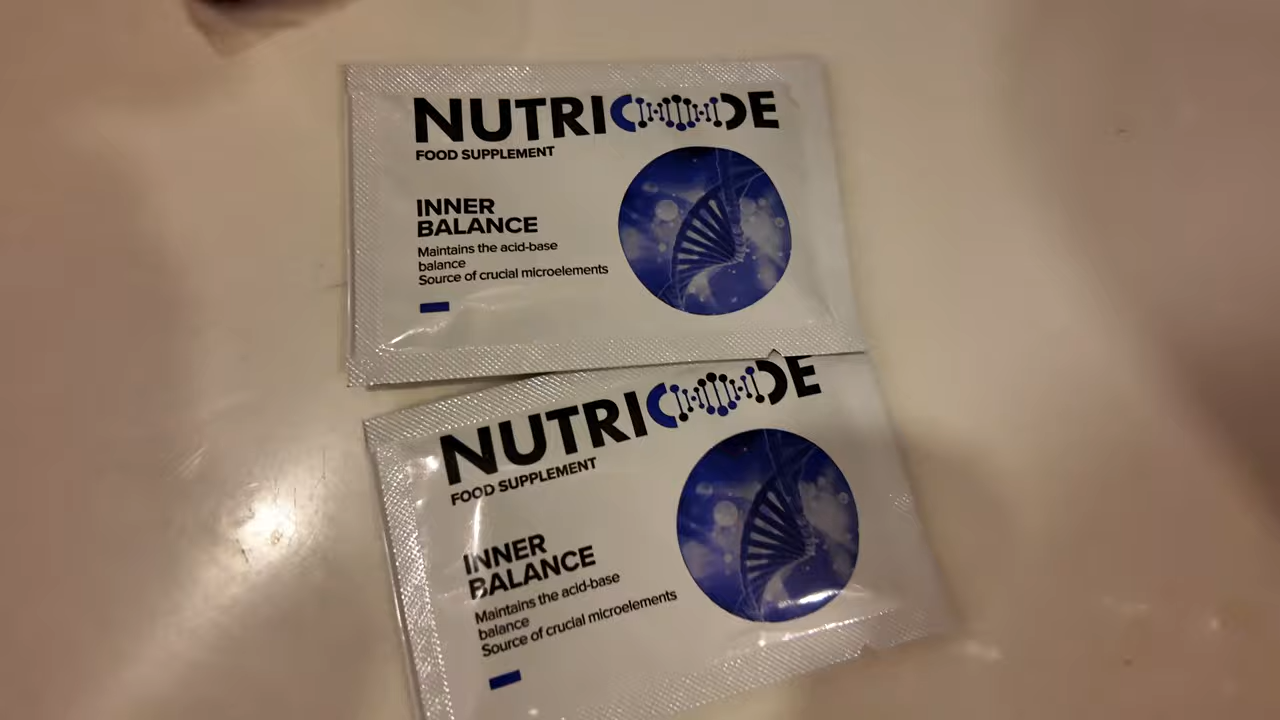 NUTRICODE
FOOD SUPPLEMENT
INNER
BALANCE
Maintains the acid-base
balance
Source of crucial microelements
NUTRICODE
FOOD SUPPLEMENT
INNER
BALANCE
Maintains the acid-base
balance
Source of crucial microelements